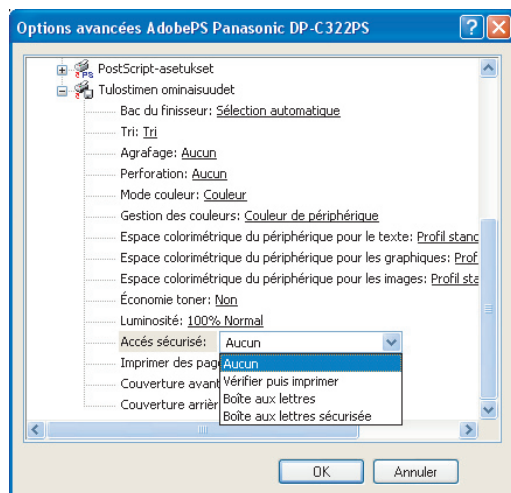 Options avancées AdobePS Panasonic DP-C322PS
PostScript-asetukset
Tulostimen ominaisuudet
Bac du finisseur: Sélection automatique
Tri: Tri
Agrafage: Aucun
Perforation: Aucun
Mode couleur: Couleur
Gestion des couleurs: Couleur de périphérique
Espace colorimétrique du périphérique pour le texte: Profil stanc
Espace colorimétrique du périphérique pour les graphiques: Prof
Espace colorimétrique du périphérique pour les images: Profil sta
Économie toner: Non
Luminosité: 100% Normal
Accés sécurisé: Aucun
Imprimer des pag Aucun
Couverture avant Vérifier puis imprimer
Boîte aux lettres
Couverture arrièr Boîte aux lettres sécurisée
OK Annuler